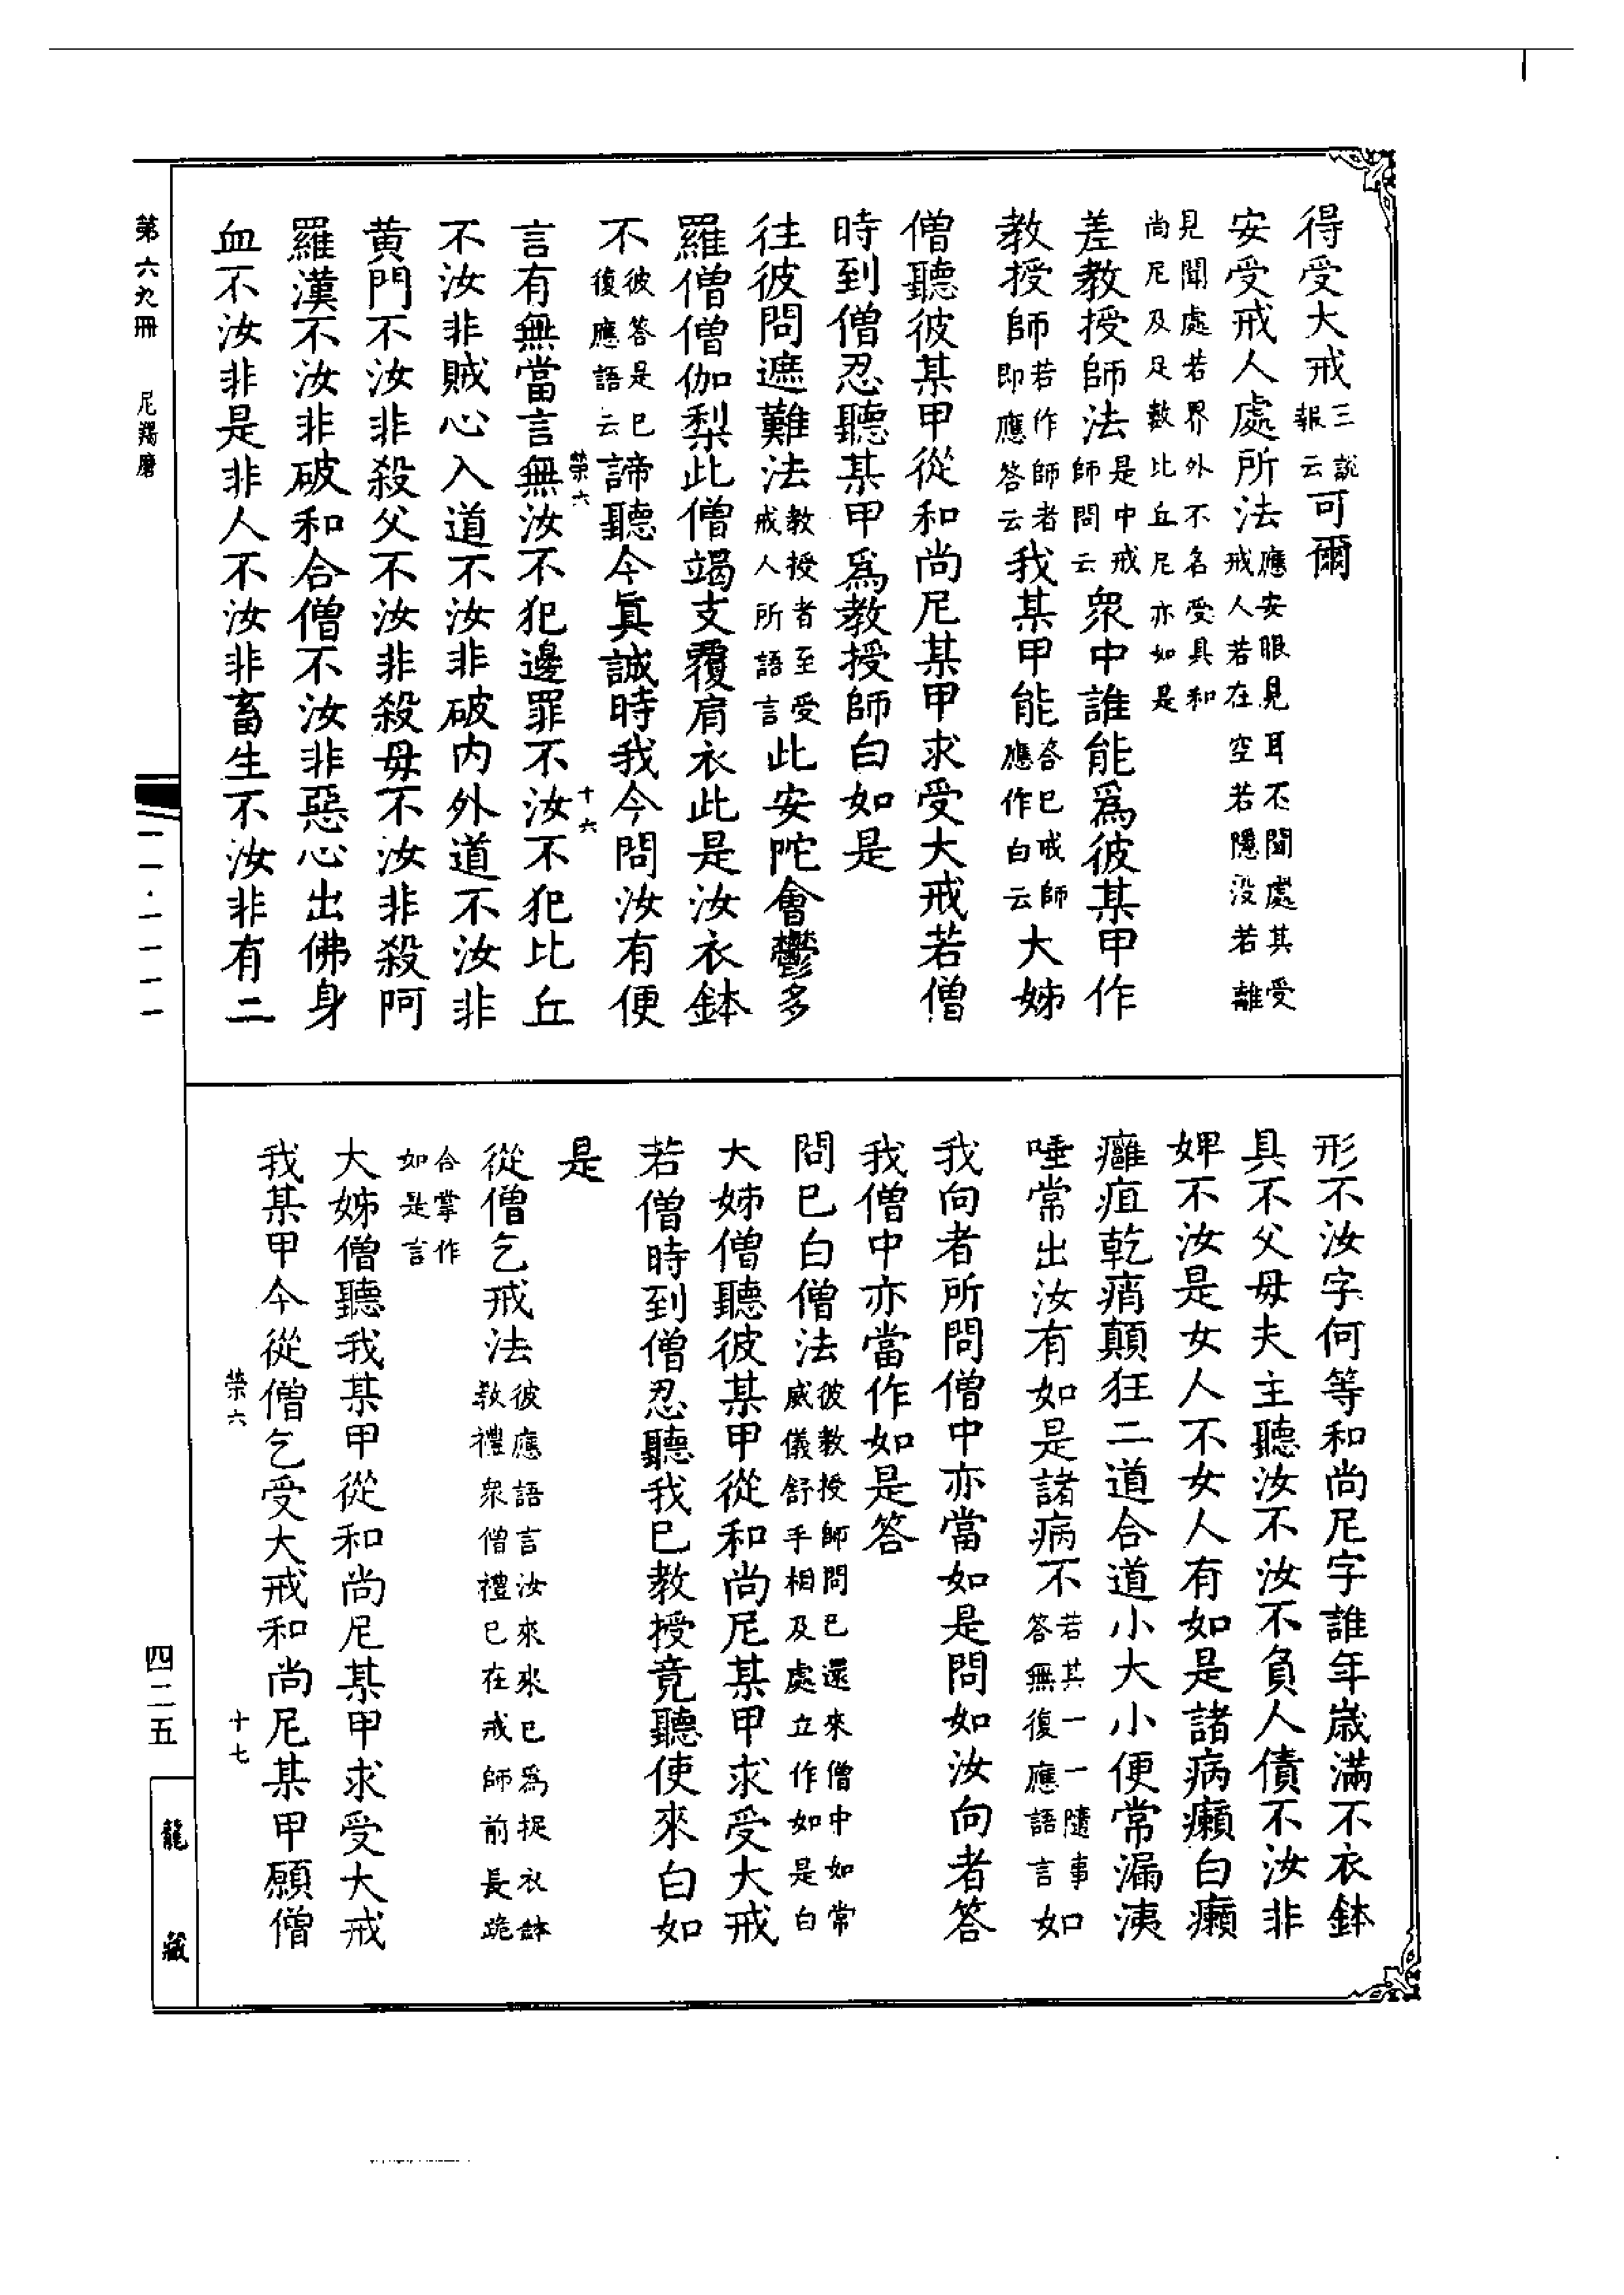 得受大戒三說報云可爾
安受戒人處所法應安眼見耳不聞處其受戒人若在空若隱没若離
見聞處若界外不名受具和尚尼及足數比丘尼亦如是
差教授師法是中戒師問云衆中誰能爲彼某甲作
教授師若作師者即應答云我某甲能答已戒師應作白云大姊
僧聽彼某甲從和尚尼某甲求受大戒若僧
時到僧忍聽某甲爲教授師白如是
往彼問遮難法教授者至受戒人所語言此安陀會鬱多
羅僧僧伽梨此僧竭支覆肩衣此是汝衣鉢
不彼答是已復應語云諦聽今眞誠時我今問汝有便
言有無當言無汝不犯邊罪不汝不犯比丘
不汝非賊心入道不汝非破内外道不汝非
黄門不汝非殺父不汝非殺母不汝非殺阿
羅漢不汝非破和合僧不汝非惡心出佛身
血不汝非是非人不汝非畜生不汝非有二
榮六 十六
形不汝字何等和尚尼字誰年歲滿不衣鉢
具不父母夫主聽汝不汝不負人債不汝非
婢不汝是女人不女人有如是諸病癩白癩
癰疽乾痟顛狂二道合道小大小便常漏洟
唾常出汝有如是諸病不若其一一隨事答無復應語言如
我向者所問僧中亦當如是問如汝向者答
我僧中亦當作如是答
問已白僧法彼教授師問已還來僧中如常威儀舒手相及處立作如是白
大姊僧聽彼某甲從和尚尼某甲求受大戒
若僧時到僧忍聽我已教授竟聽使來白如
是
從僧乞戒法彼應語言汝來來已爲捉衣鉢教禮衆僧禮已在戒師前長跪
合掌作如是言
大姊僧聽我某甲從和尚尼某甲求受大戒
我某甲今從僧乞受大戒和尚尼某甲願僧
榮六 十七
第六九冊 尼羯磨
一一·一一一一
四二五
龍藏